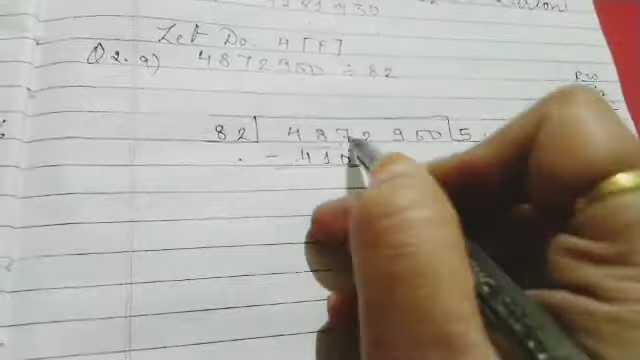 Let Do 4 [F]
Q2. a) 4872950 ÷ 82
82 4872950 5
- 410